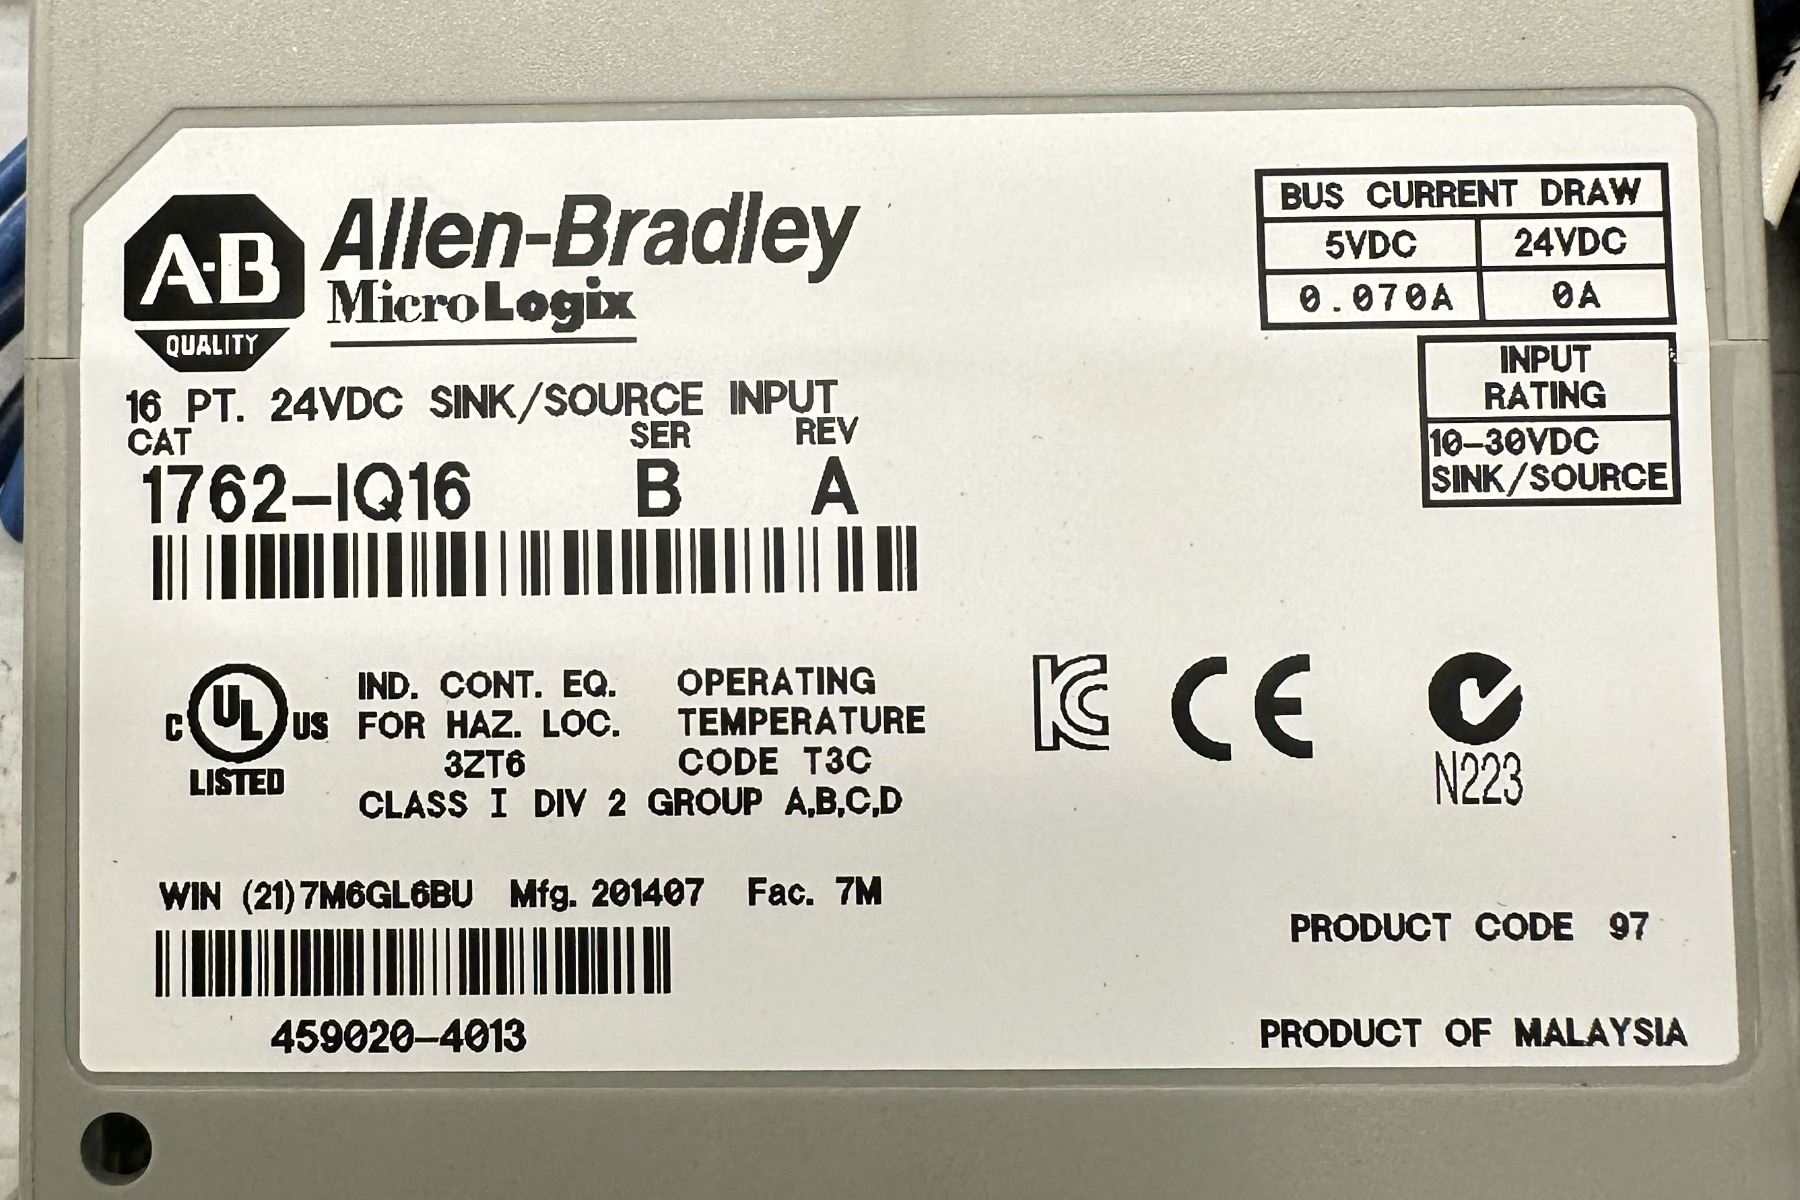 A-B
QUALITY
Allen-Bradley
MicroLogix
16 PT. 24VDC SINK/SOURCE INPUT
CAT SER REV
1762-IQ16 B A
BUS CURRENT DRAW
5VDC 24VDC
0.070A 0A
INPUT
RATING
10-30VDC
SINK/SOURCE
C UL US
LISTED
IND. CONT. EQ.
FOR HAZ. LOC.
3ZT6
OPERATING
TEMPERATURE
CODE T3C
CLASS I DIV 2 GROUP A,B,C,D
KC CE
N223
WIN (21)7M6GL6BU Mfg. 201407 Fac. 7M
459020-4013
PRODUCT CODE 97
PRODUCT OF MALAYSIA